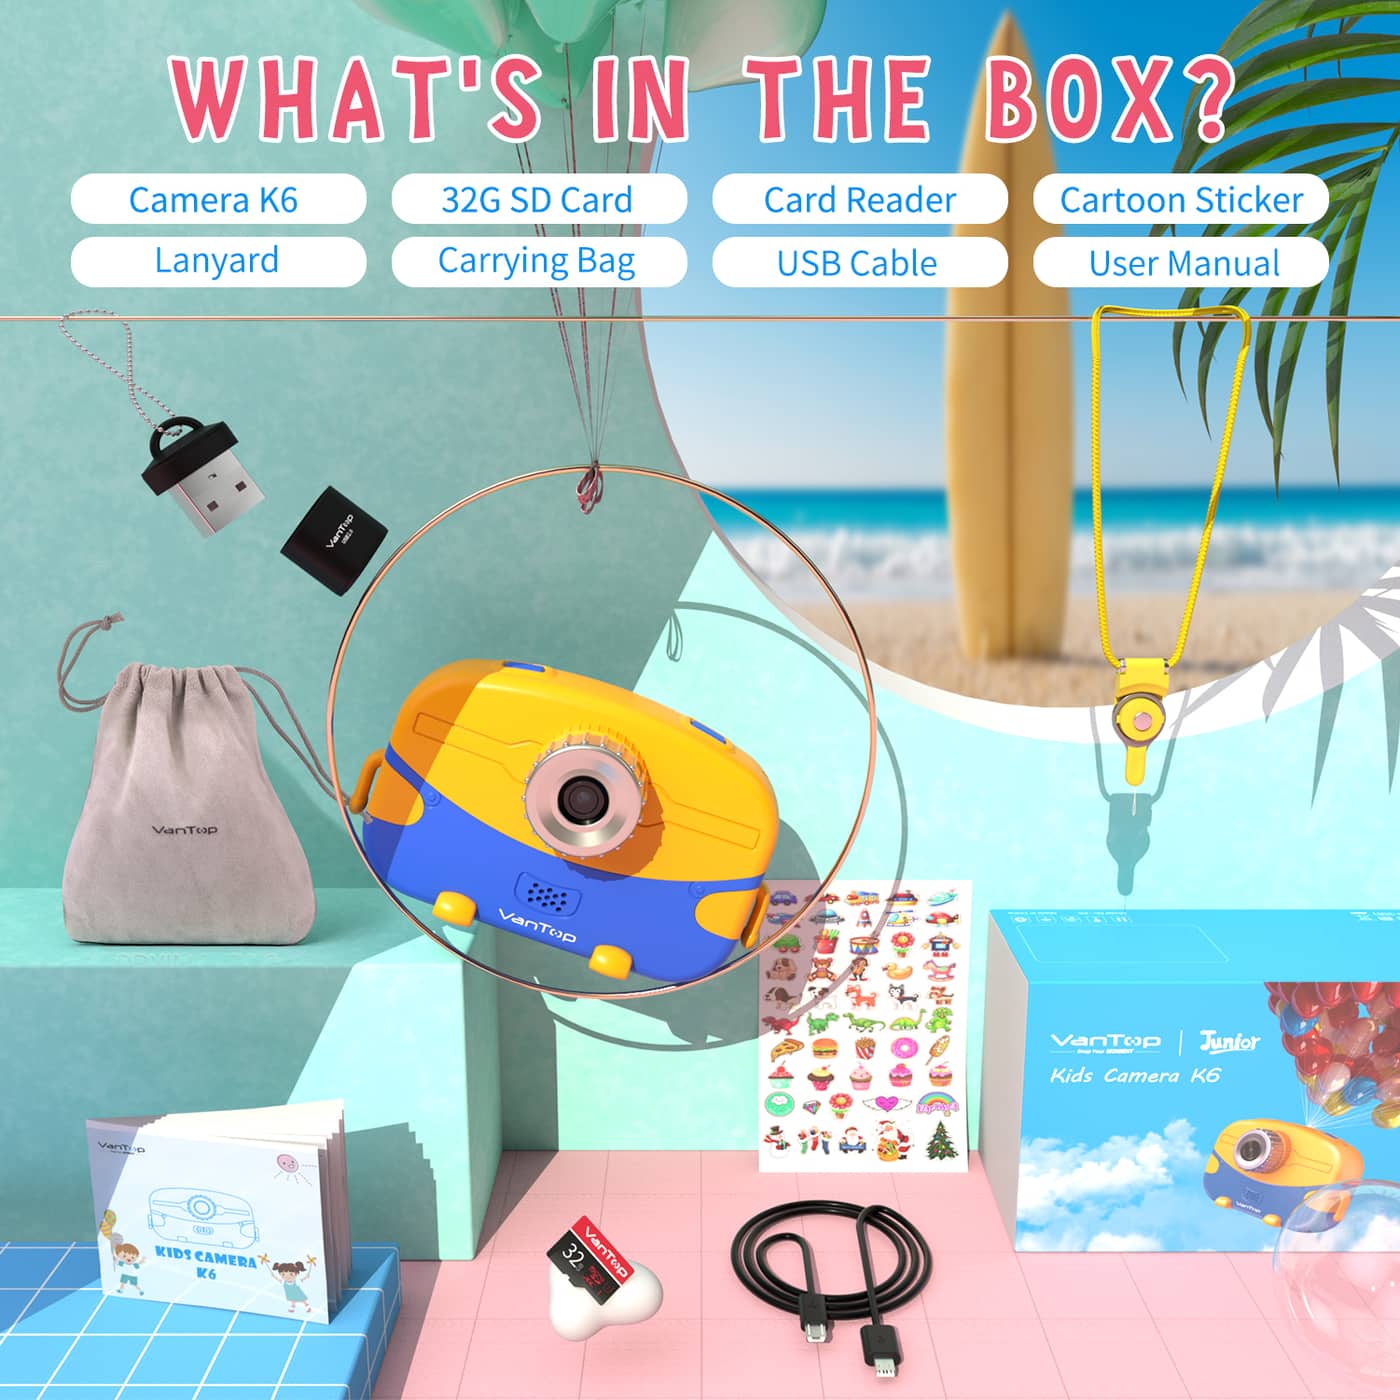 WHAT'S IN THE BOX?
Camera K6
32G SD Card
Card Reader
Cartoon Sticker
Lanyard
Carrying Bag
USB Cable
User Manual
VanTop
VanTop
VanTop
VanTop | Junior
Kids Camera K6
VanTop
VanTop
KIDS CAMERA
K6
VanTop
32